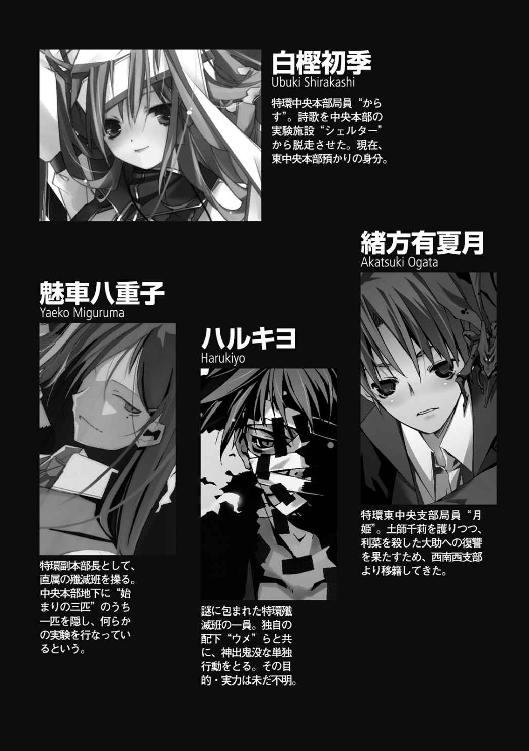 白樫初季
Ubuki Shirakashi
特環中央本部局員“から
す”。詩歌を中央本部の
実験施設“シェルター”
から脱走させた。現在、
東中央本部預かりの身分。
緒方有夏月
Akatsuki Ogata
特環東中央支部局員“月
姫”。土師千莉を護りつつ、
利菜を殺した大助への復讐
を果たすため、西南西支部
より移籍してきた。
魅車八重子
Yaeko Miguruma
特環副本部長として、
直属の殲滅班を操る。
中央本部地下に“始
まりの三匹”のうち
一匹を隠し、何らか
の実験を行なってい
るという。
ハルキヨ
Harukiyo
謎に包まれた特環殲
滅班の一員。独自の
配下“ウメ”らと共
に、神出鬼没な単独
行動をとる。その目
的・実力は未だ不明。